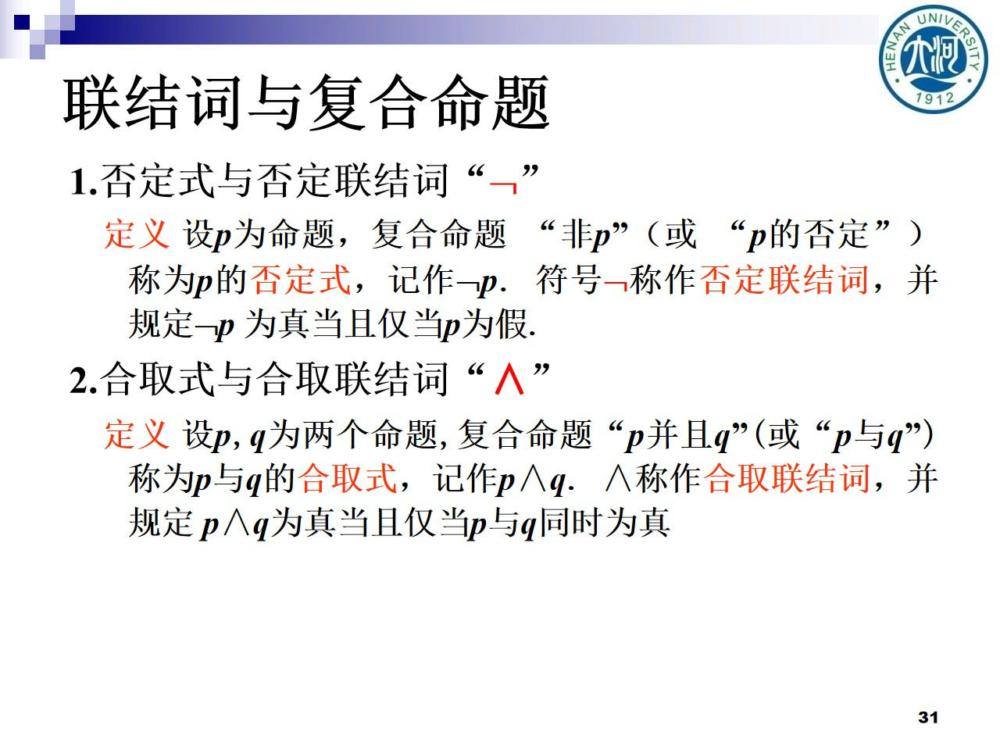 HENAN UNIVERSITY
1912
联结词与复合命题
1.否定式与否定联结词“¬”
定义 设p为命题，复合命题 “非p”（或 “p的否定”）
称为p的否定式，记作¬p. 符号¬称作否定联结词，并
规定¬p 为真当且仅当p为假.
2.合取式与合取联结词“∧”
定义 设p, q为两个命题, 复合命题“p并且q”(或“p与q”)
称为p与q的合取式，记作p∧q. ∧称作合取联结词，并
规定 p∧q为真当且仅当p与q同时为真
31